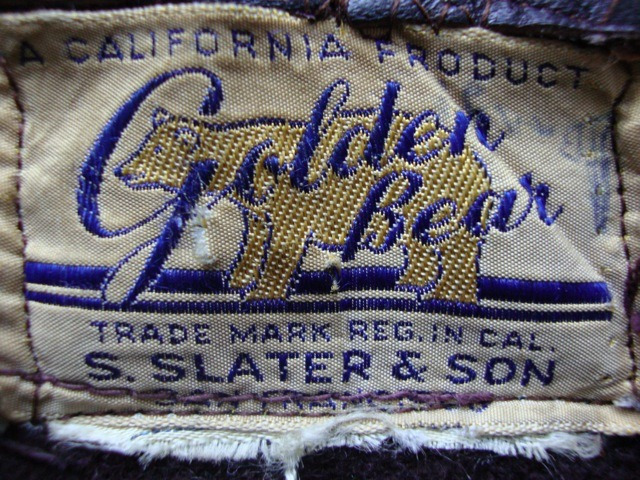 A CALIFORNIA PRODUCT
Golden
Bear
TRADE MARK REG. IN CAL.
S. SLATER & SON